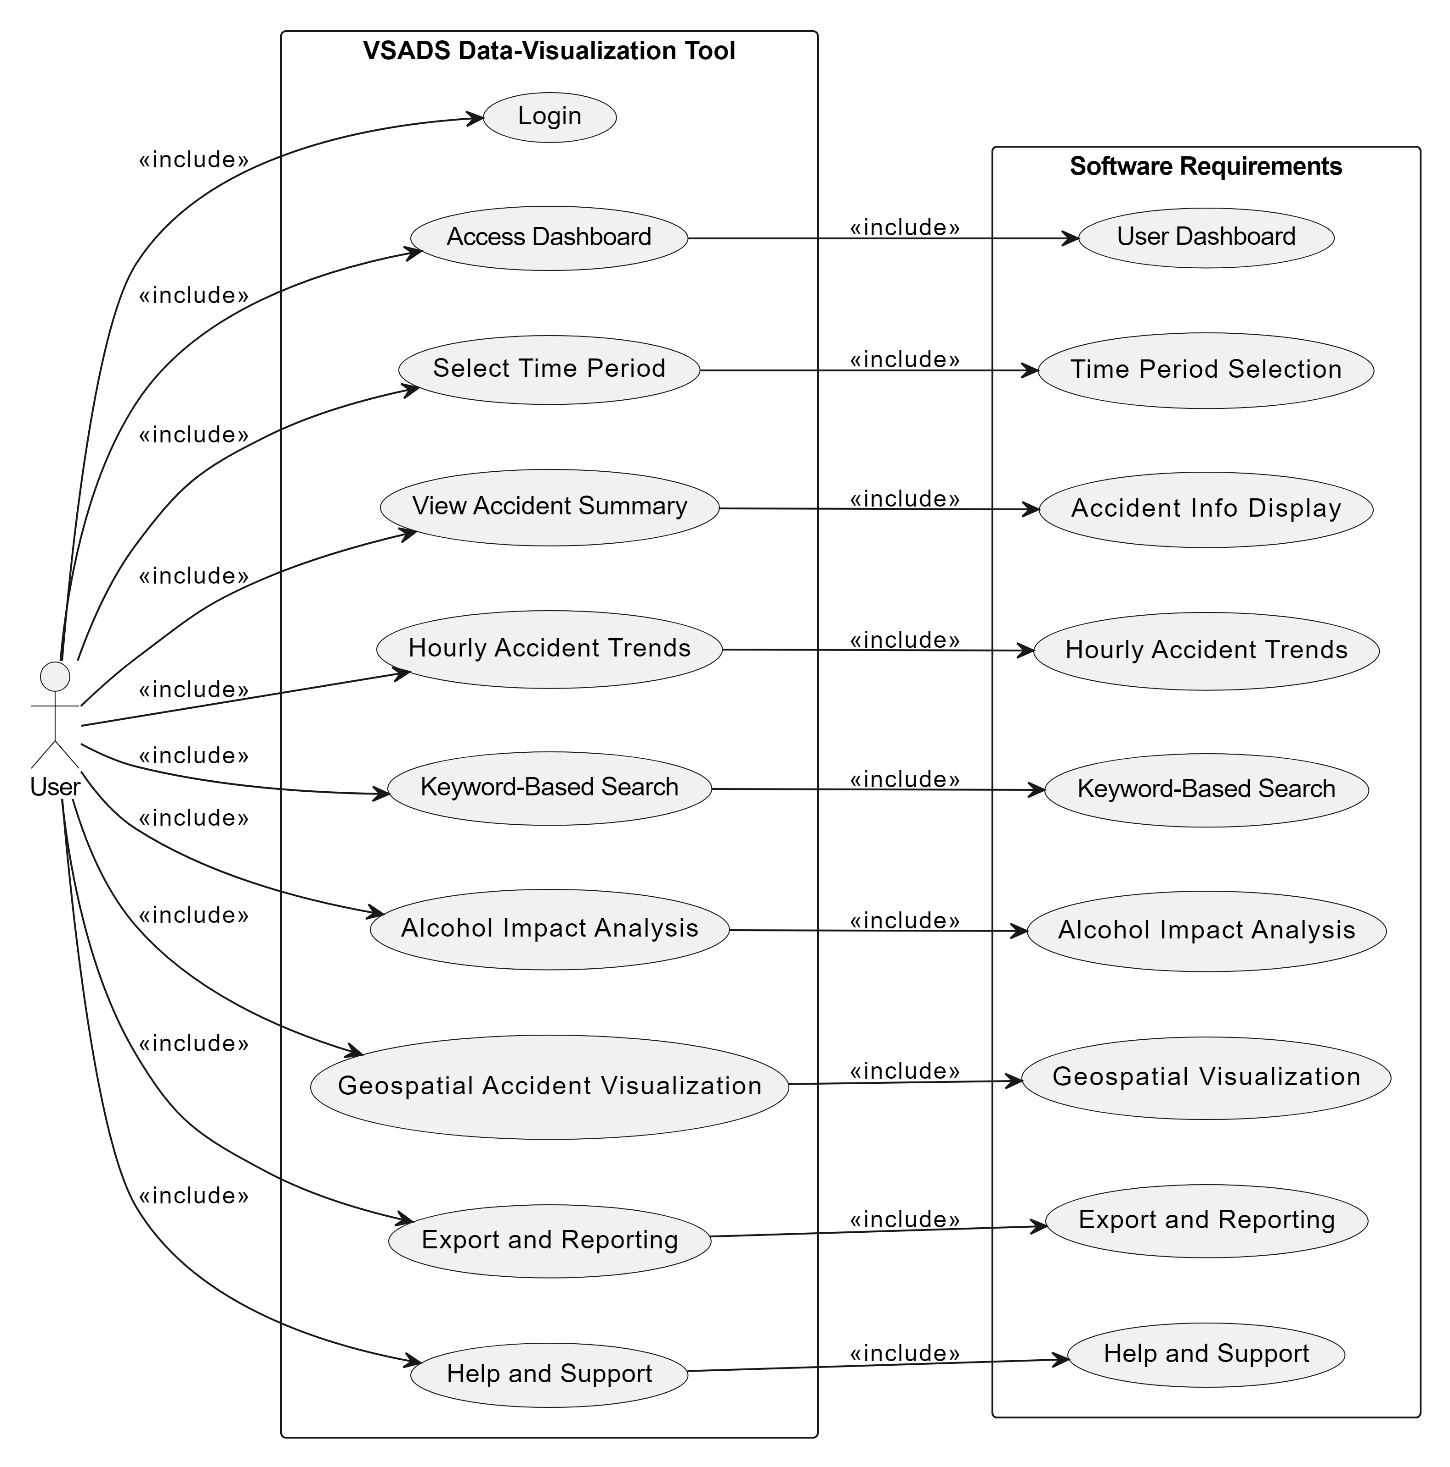 VSADS Data-Visualization Tool
Login
«include»
Software Requirements
Access Dashboard
«include»
User Dashboard
«include»
Select Time Period
«include»
Time Period Selection
«include»
View Accident Summary
«include»
Accident Info Display
«include»
Hourly Accident Trends
«include»
Hourly Accident Trends
«include»
User
«include»
Keyword-Based Search
«include»
Keyword-Based Search
«include»
Alcohol Impact Analysis
«include»
Alcohol Impact Analysis
«include»
Geospatial Accident Visualization
«include»
Geospatial Visualization
«include»
Export and Reporting
«include»
Export and Reporting
«include»
Help and Support
«include»
Help and Support